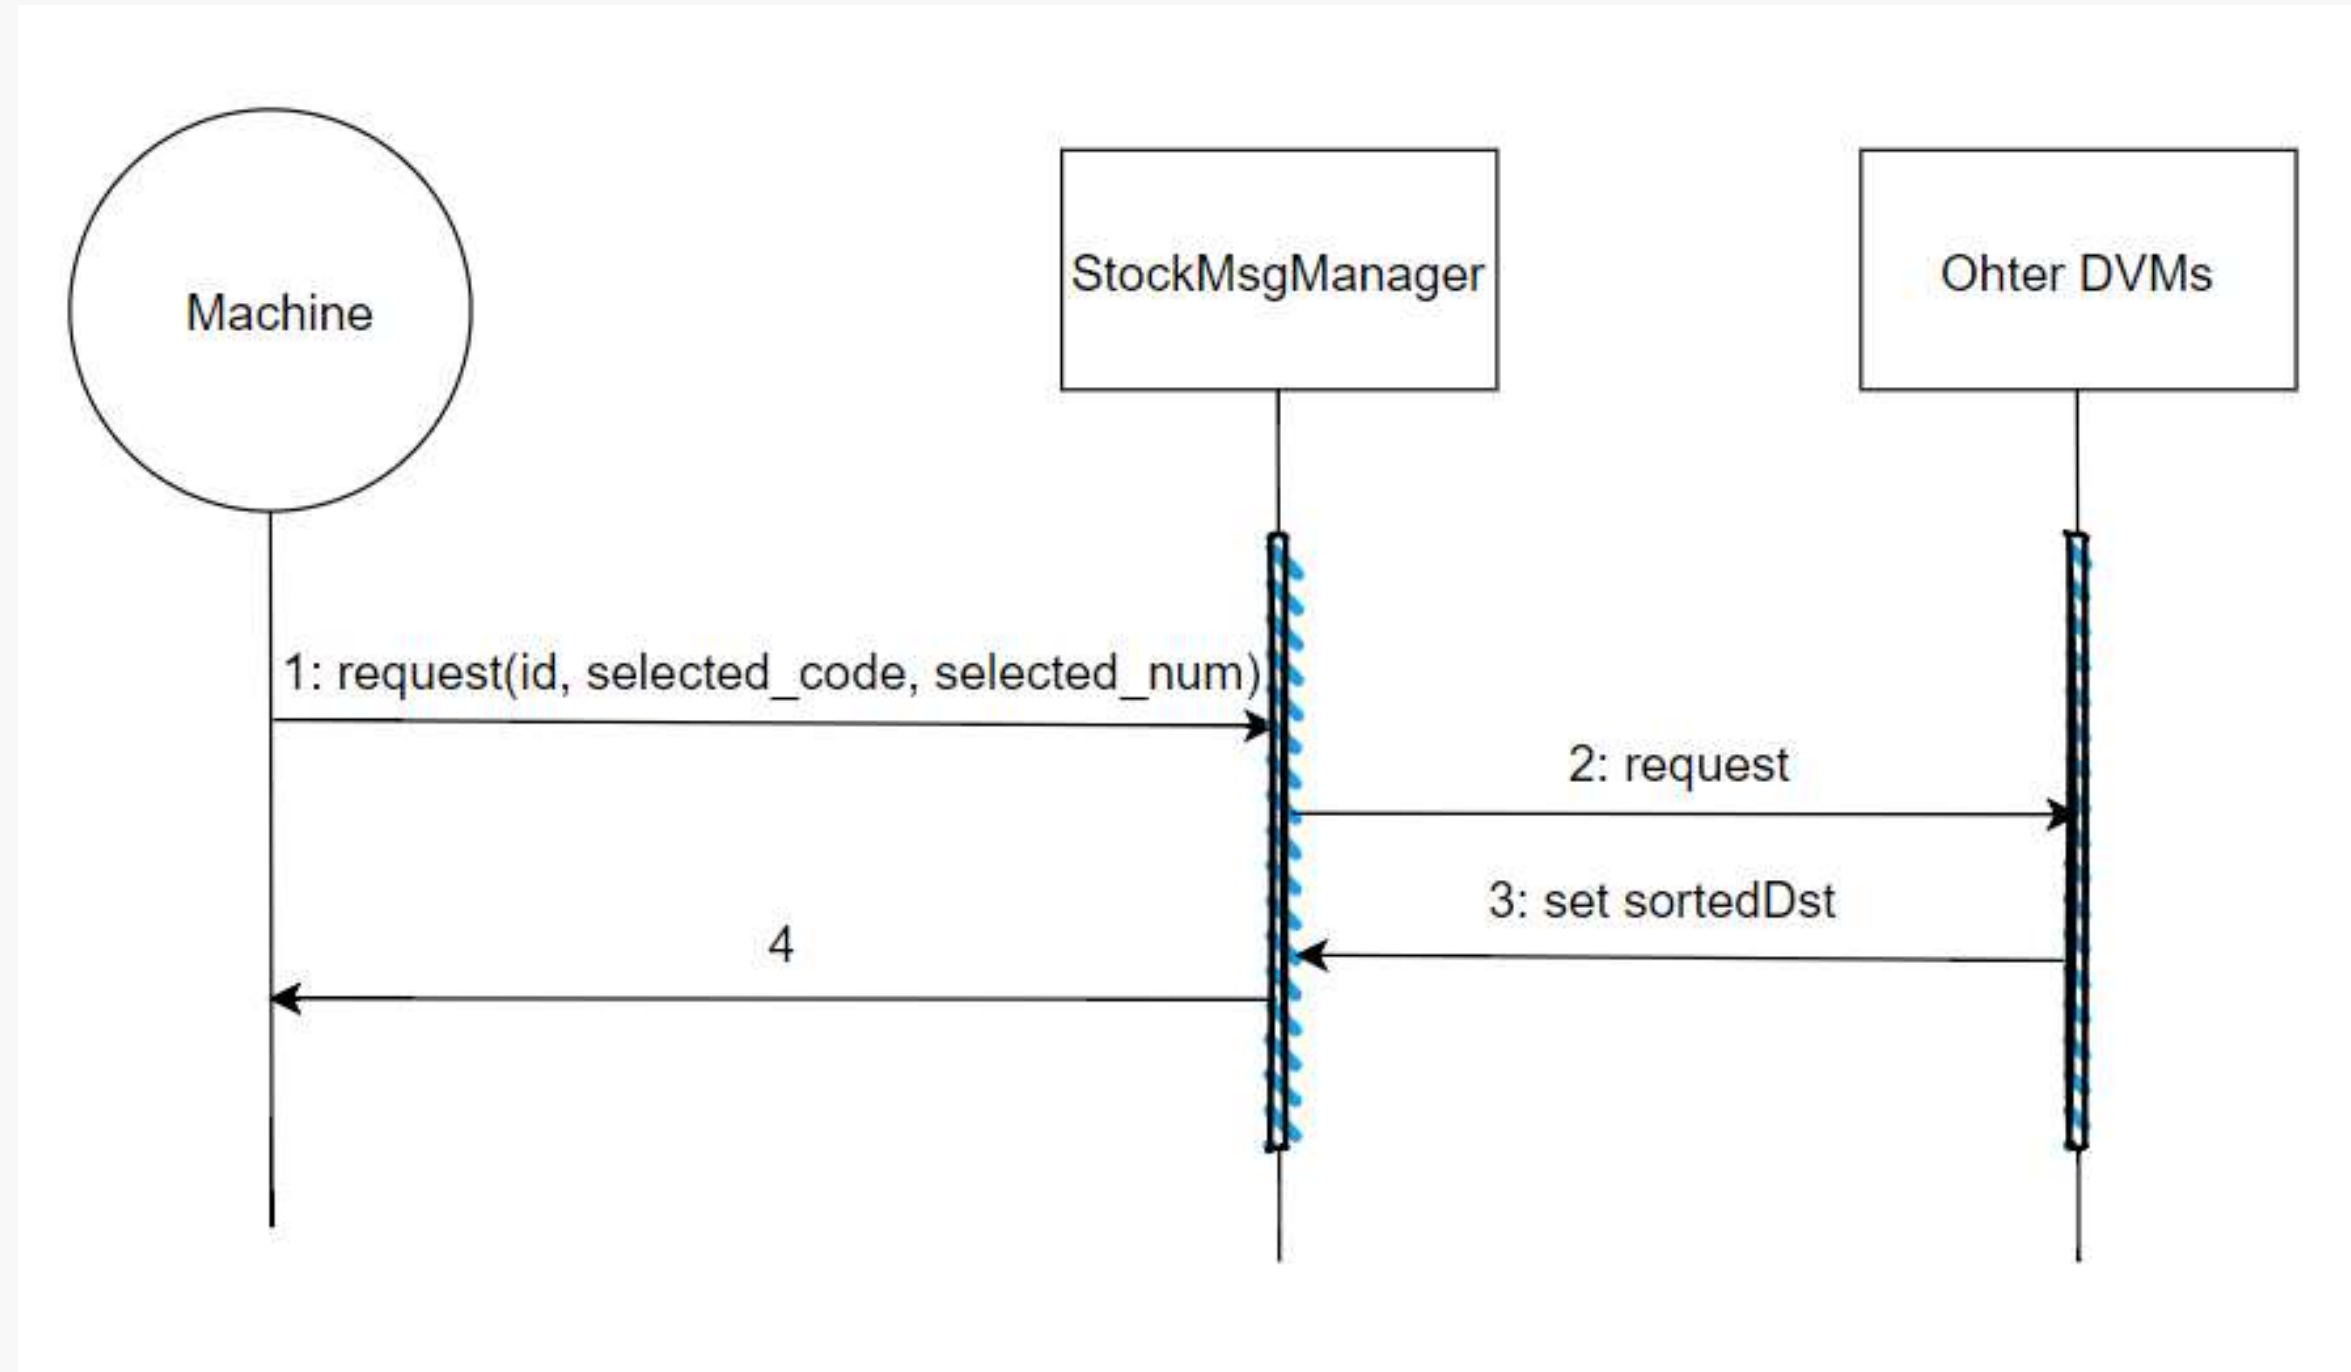 Machine
StockMsgManager
Ohter DVMs
1: request(id, selected_code, selected_num)
2: request
3: set sortedDst
4